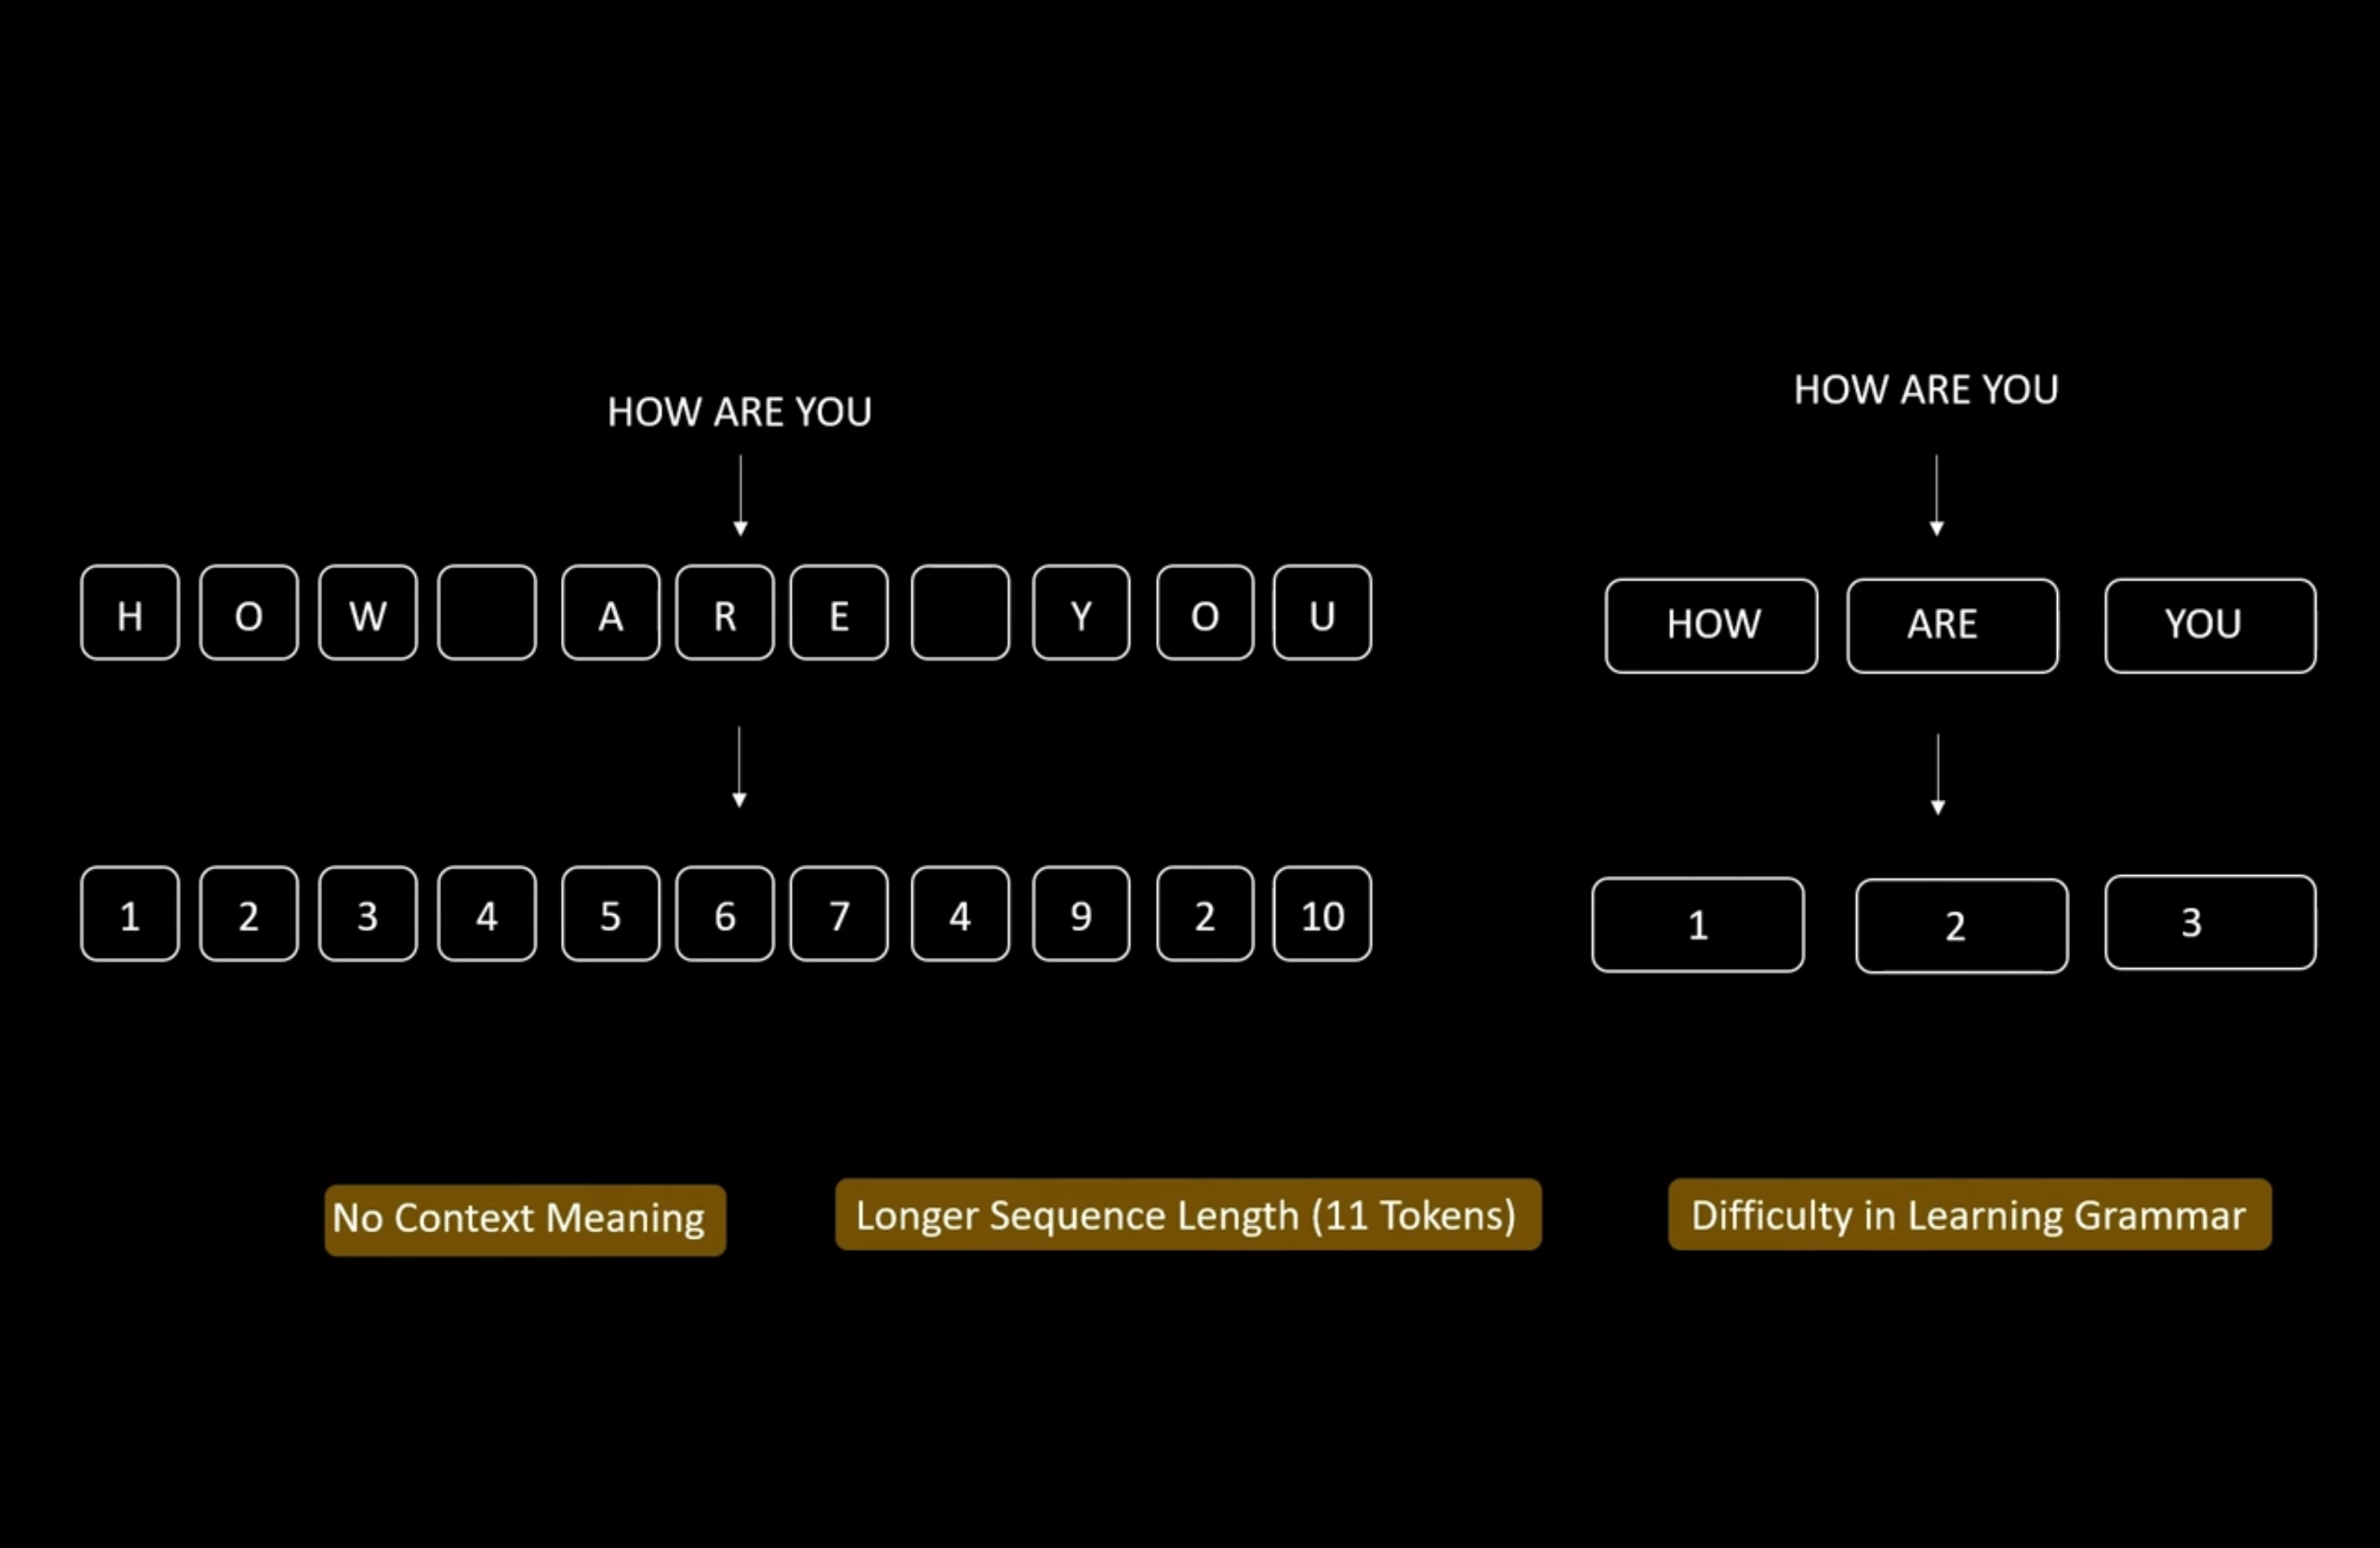 HOW ARE YOU
H O W A R E Y O U
1 2 3 4 5 6 7 4 9 2 10
HOW ARE YOU
HOW ARE YOU
1 2 3
No Context Meaning
Longer Sequence Length (11 Tokens)
Difficulty in Learning Grammar